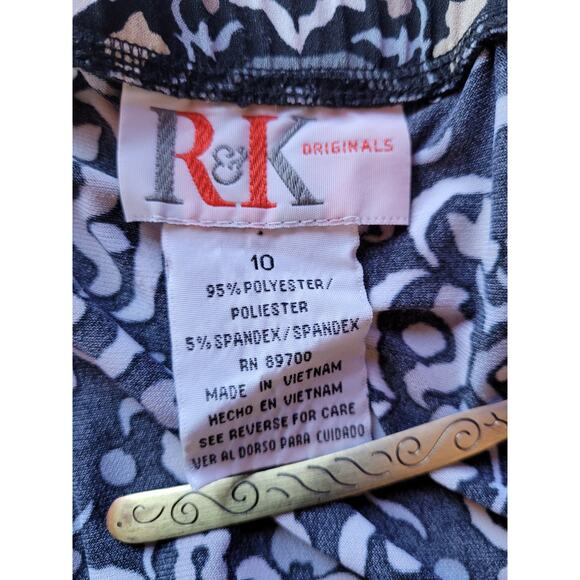 R&K ORIGINALS
10
95% POLYESTER/
POLIESTER
5% SPANDEX/SPANDEX
RN 89700
MADE IN VIETNAM
HECHO EN VIETNAM
SEE REVERSE FOR CARE
VER AL DORSO PARA CUIDADO